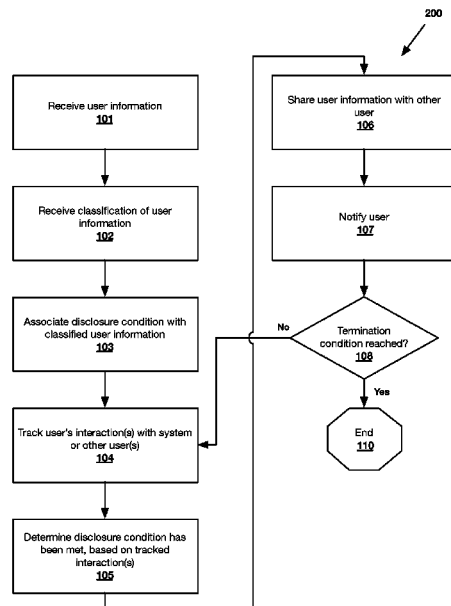 200
Receive user information
101
Receive classification of user
information
102
Associate disclosure condition with
classified user information
103
Track user's interaction(s) with system
or other user(s)
104
Determine disclosure condition has
been met, based on tracked
interaction(s)
105
Share user information with other
user
106
Notify user
107
Termination
condition reached?
108
No
Yes
End
110